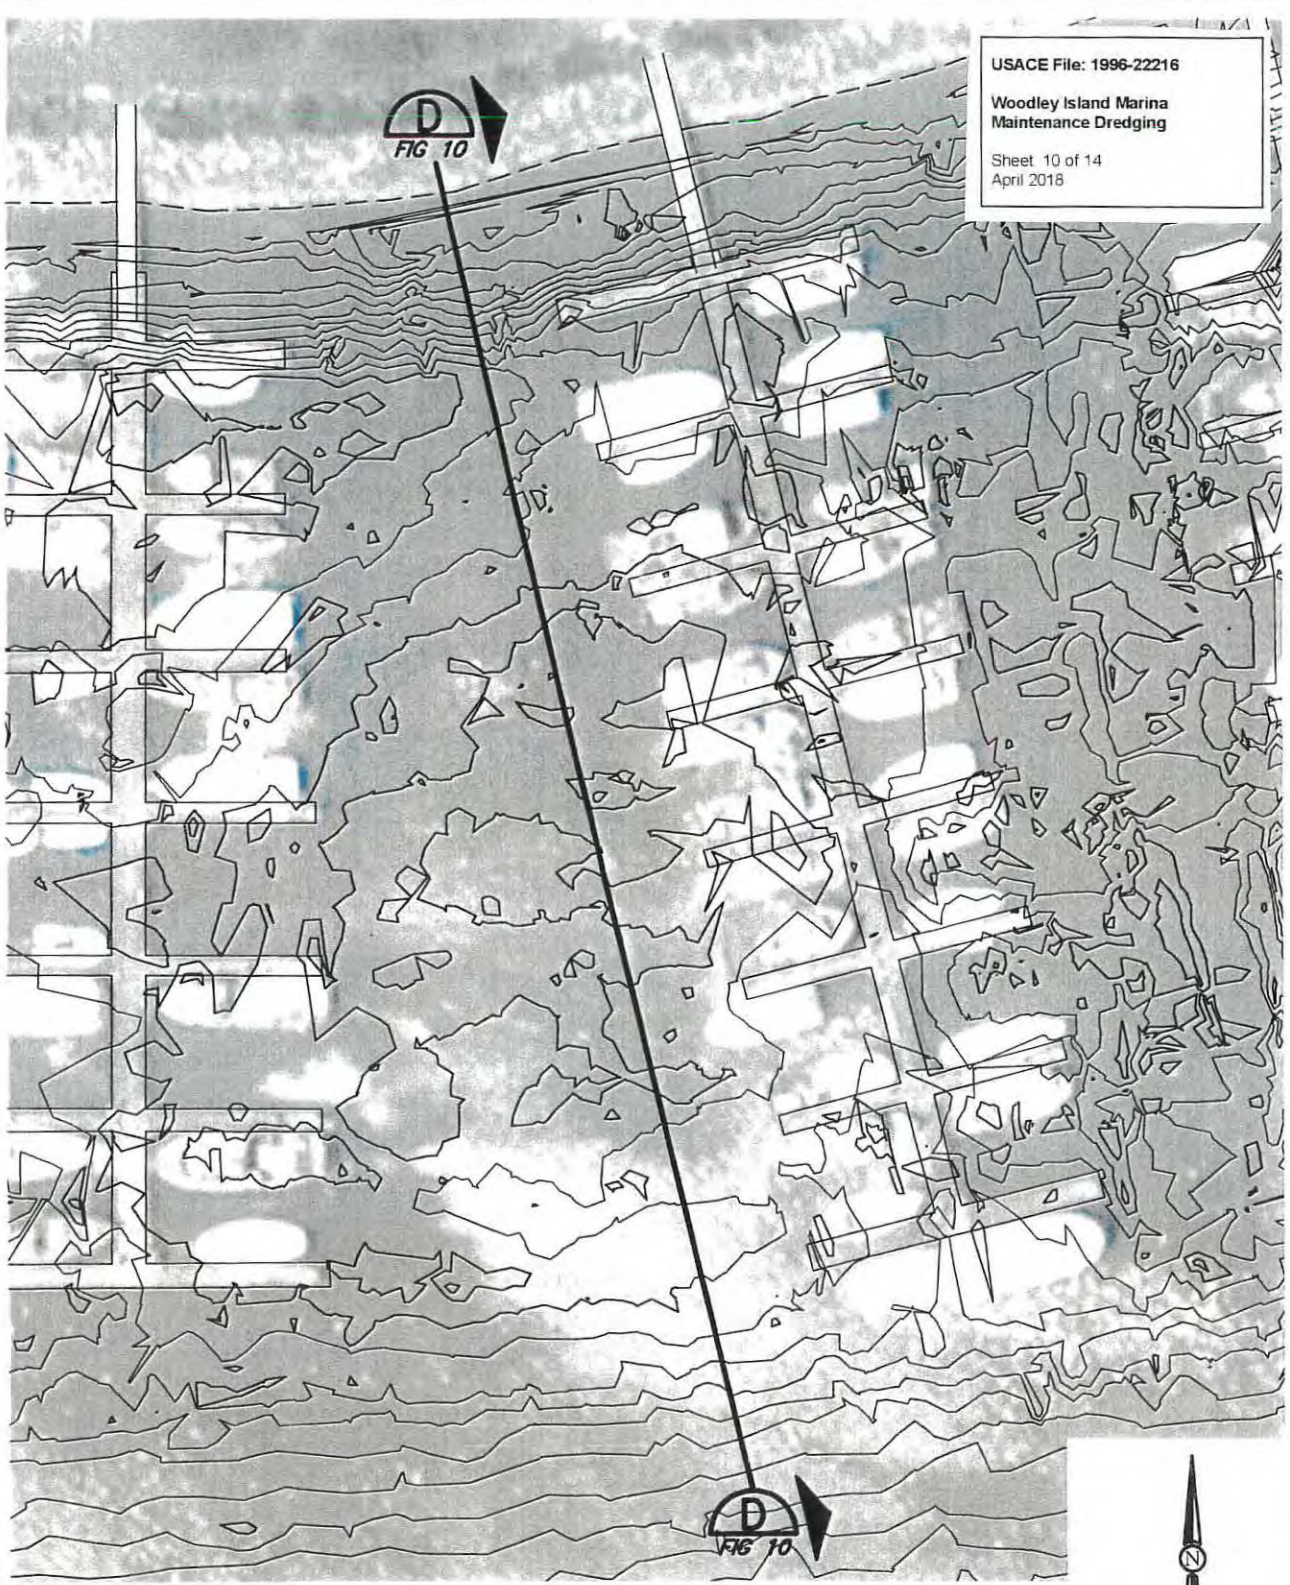 USACE File: 1996-22216
Woodley Island Marina
Maintenance Dredging
Sheet 10 of 14
April 2018
D
FIG 10
D
FIG 10
N